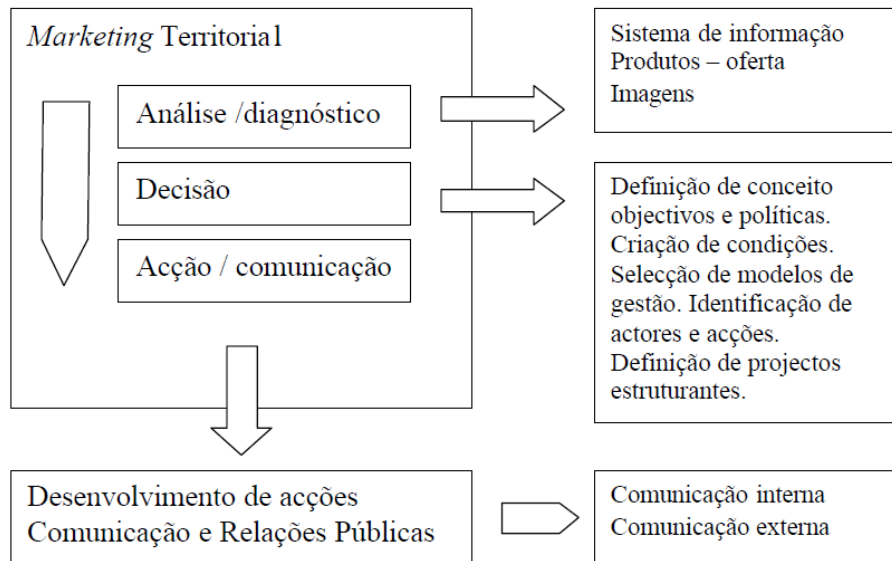 Marketing Territorial
Análise /diagnóstico
Decisão
Acção / comunicação
Sistema de informação
Produtos – oferta
Imagens
Definição de conceito
objectivos e políticas.
Criação de condições.
Selecção de modelos de
gestão. Identificação de
actores e acções.
Definição de projectos
estruturantes.
Desenvolvimento de acções
Comunicação e Relações Públicas
Comunicação interna
Comunicação externa